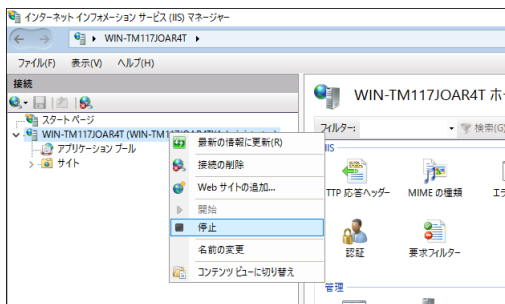 インターネット インフォメーション サービス (IIS) マネージャー
WIN-TM117JOAR4T
ファイル(F) 表示(V) ヘルプ(H)
接続
スタート ページ
WIN-TM117JOAR4T (WIN-TM117
アプリケーション プール
サイト
最新の情報に更新(R)
接続の削除
Web サイトの追加...
開始
停止
名前の変更
コンテンツ ビューに切り替え
WIN-TM117JOAR4T ホ
フィルター: 検索(G)
IIS
TTP 応答ヘッダー MIME の種類 エラ
認証 要求フィルター
管理